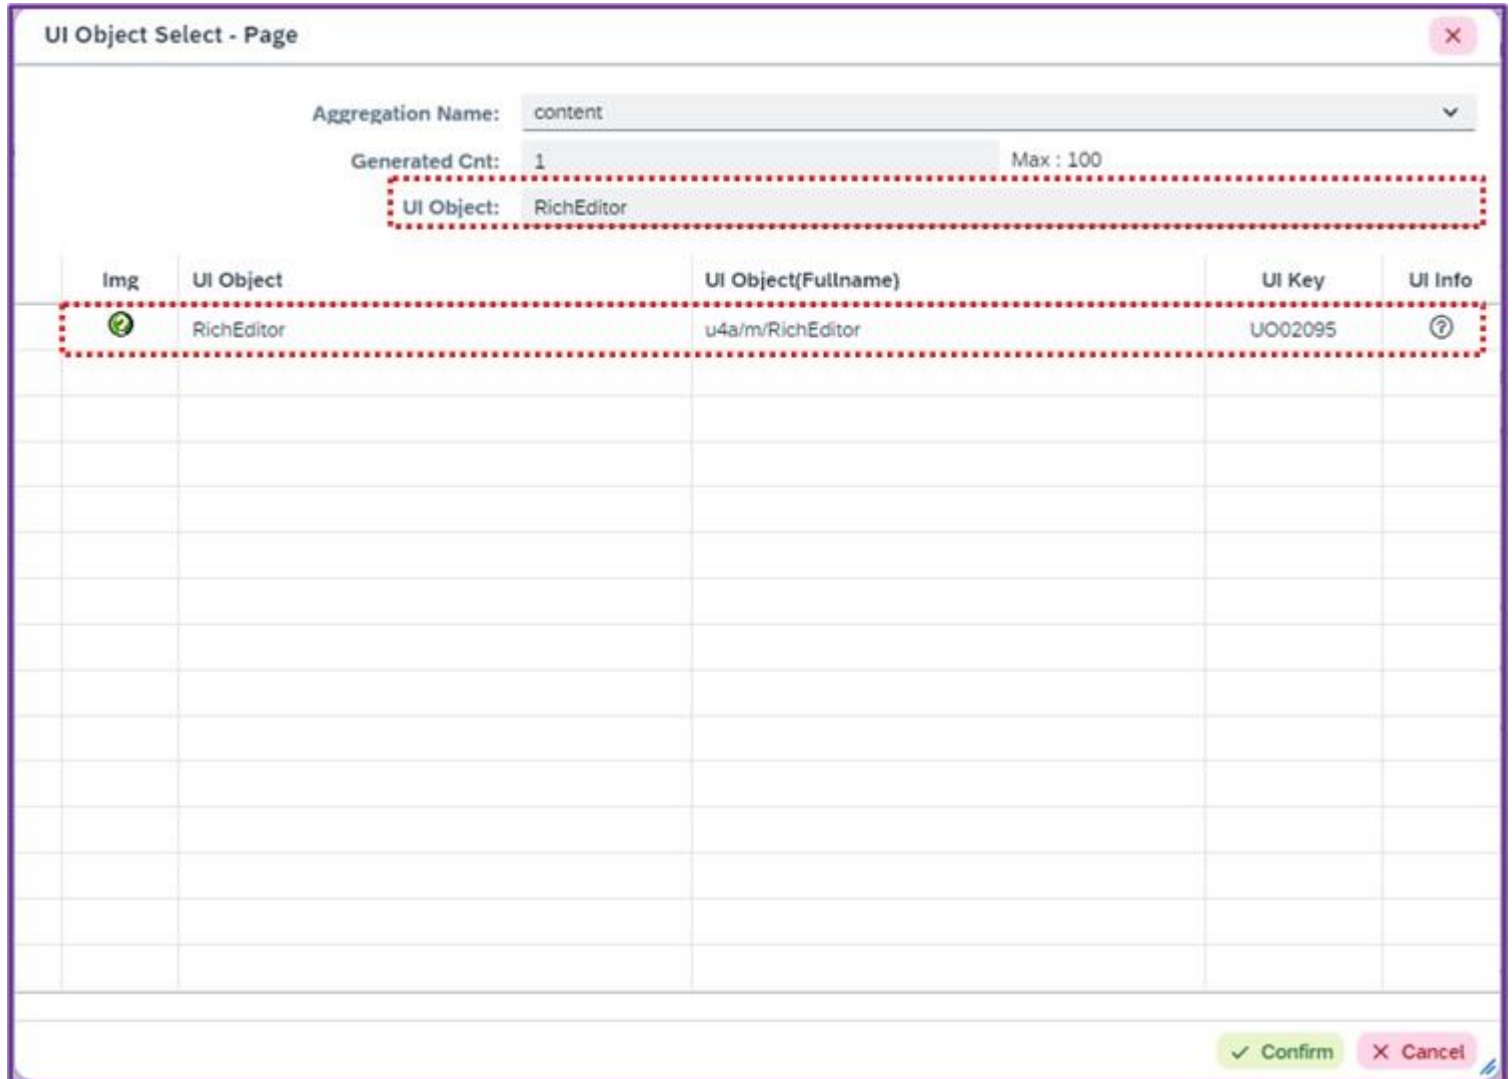 UI Object Select - Page
Aggregation Name: content
Generated Cnt: 1 Max : 100
UI Object: RichEditor
Img UI Object UI Object(Fullname) UI Key UI Info
RichEditor u4a/m/RichEditor UO02095
Confirm Cancel